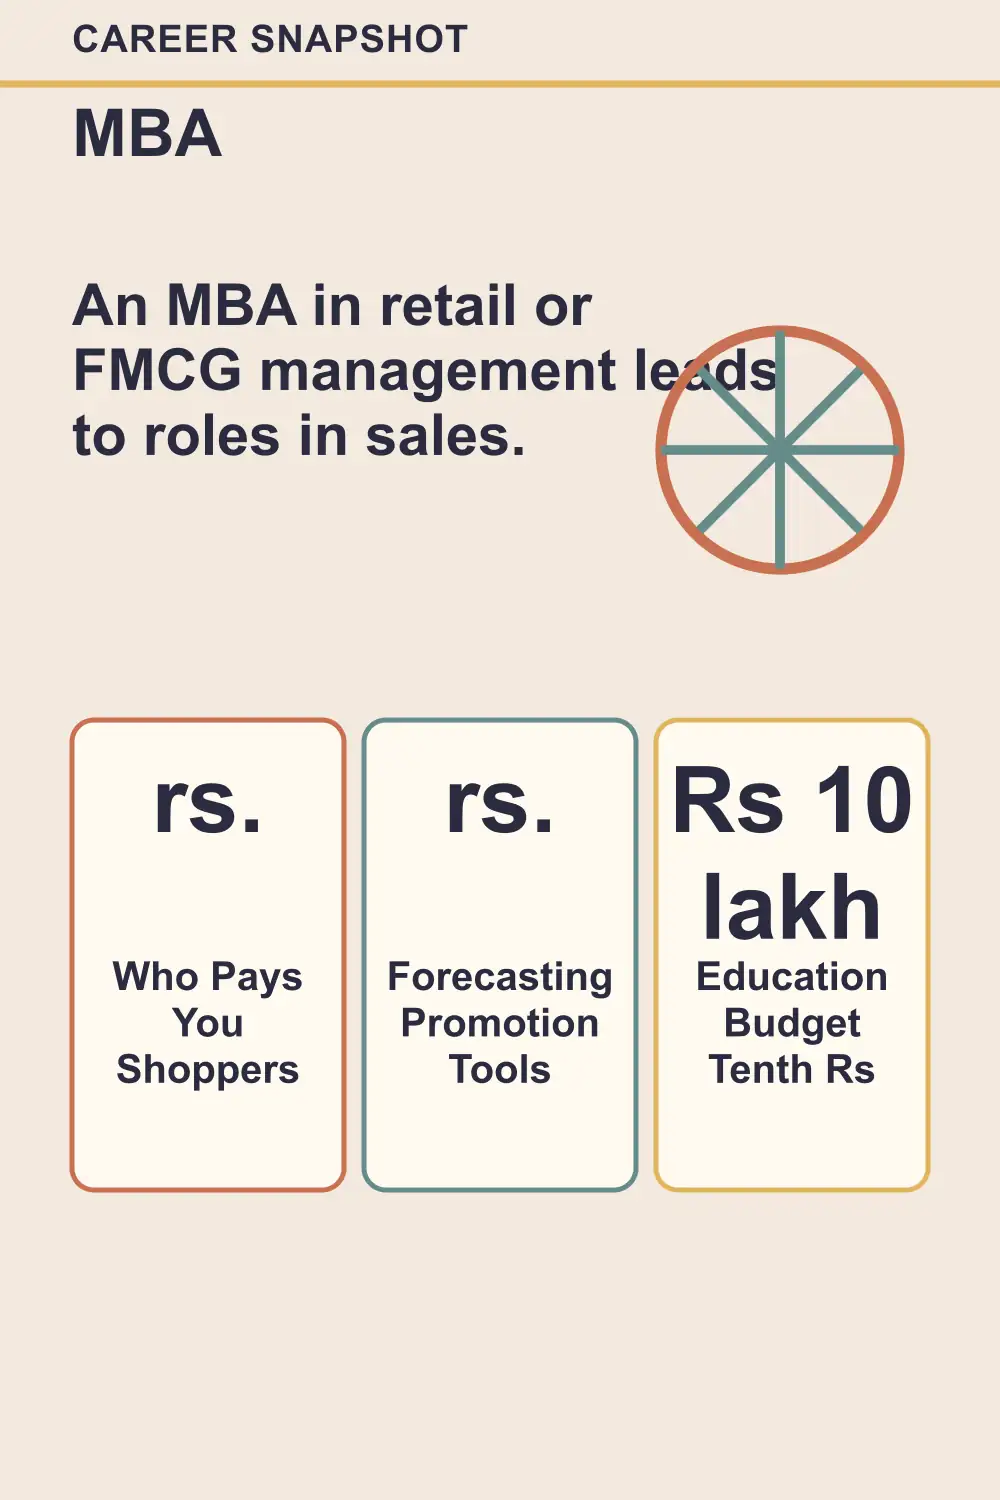 CAREER SNAPSHOT
MBA
An MBA in retail or
FMCG management leads
to roles in sales.
rs.
Who Pays
You
Shoppers
rs.
Forecasting
Promotion
Tools
Rs 10
lakh
Education
Budget
Tenth Rs